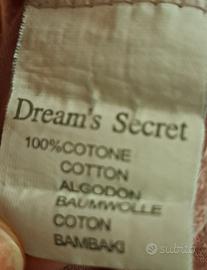 Dream's Secret
100%COTONE
COTTON
ALGODON
BAUMWOLLE
COTON
BAMBAKI
subito